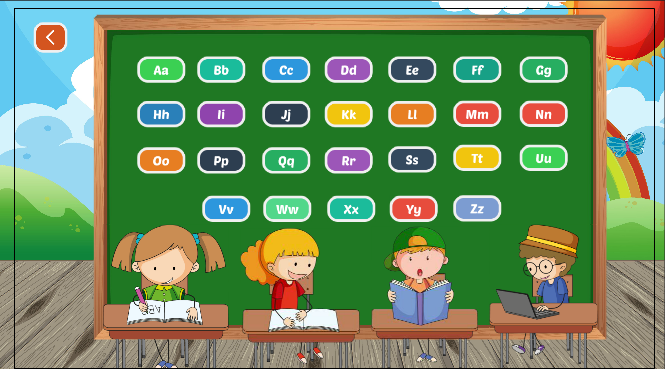 Aa Bb Cc Dd Ee Ff Gg
Hh Ii Jj Kk Ll Mm Nn
Oo Pp Qq Rr Ss Tt Uu
Vv Ww Xx Yy Zz